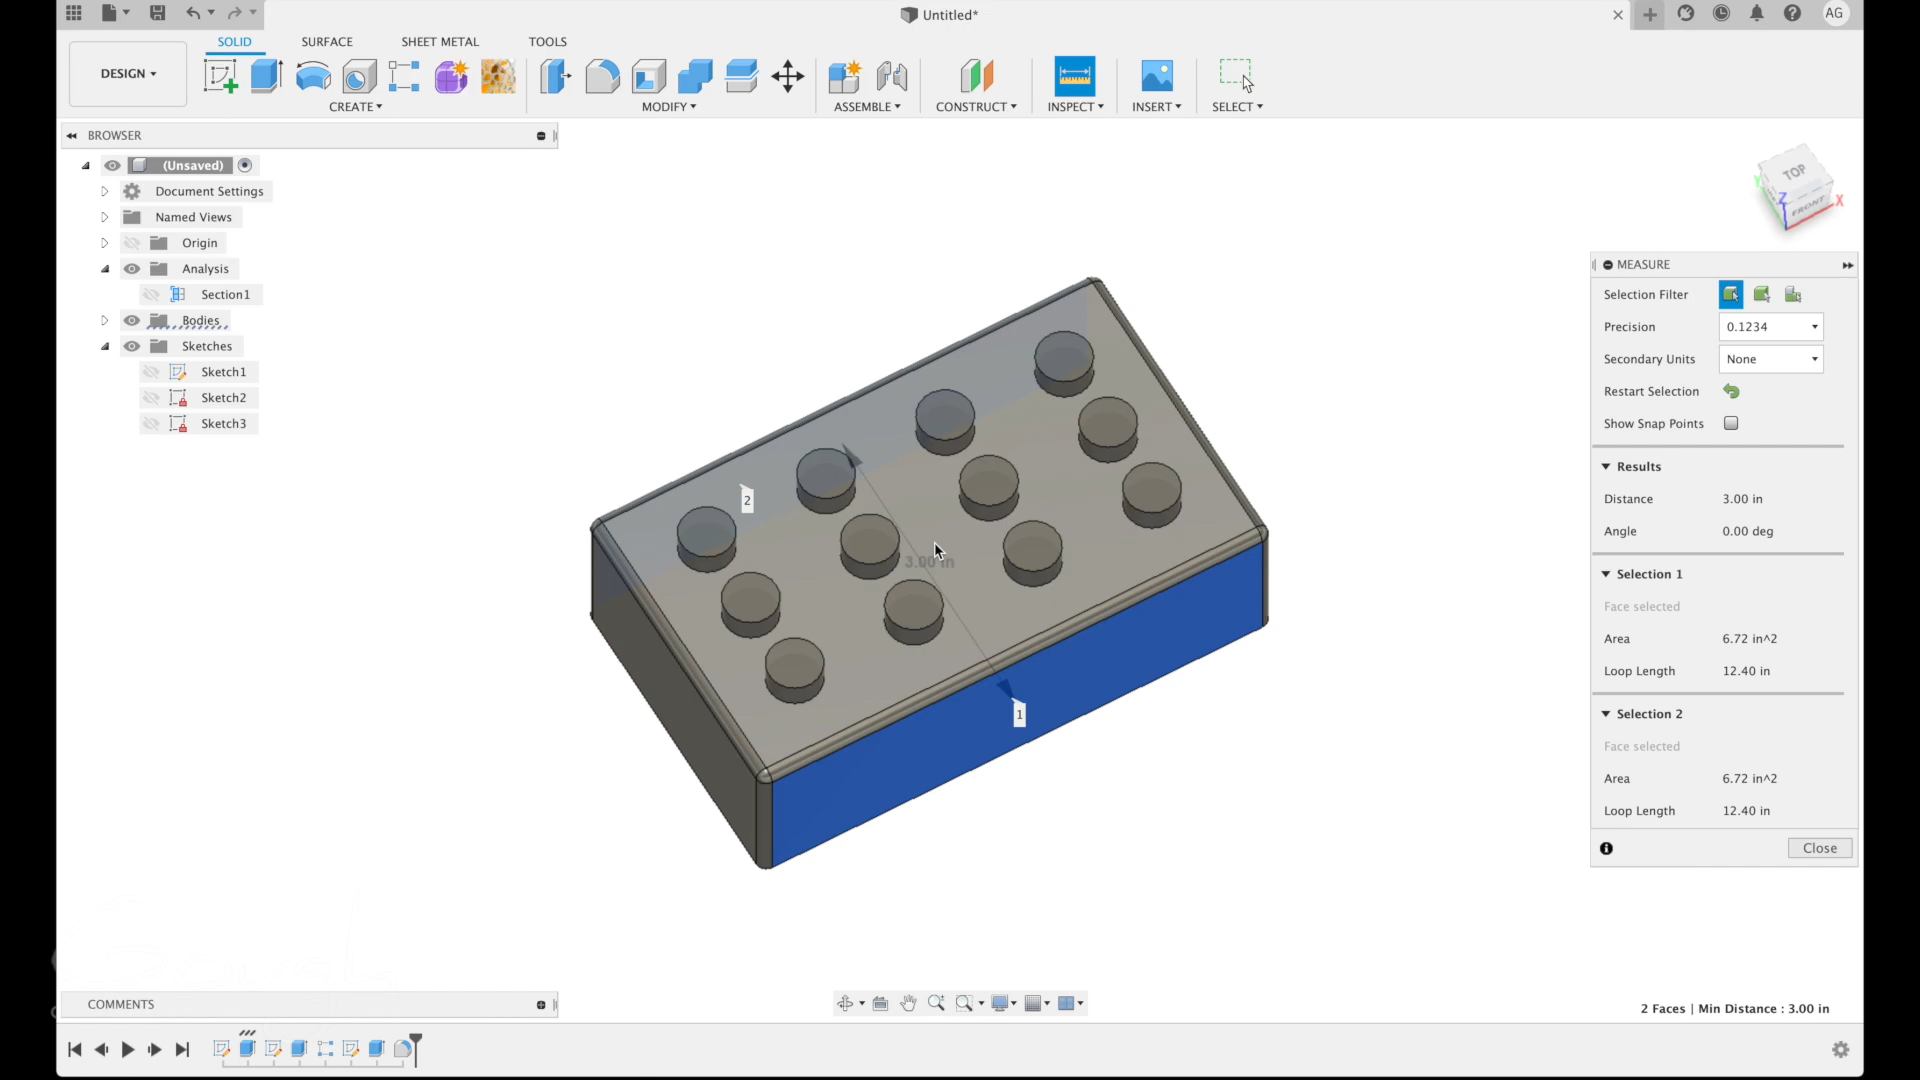 Untitled*
AG
DESIGN
SOLID
SURFACE
SHEET METAL
TOOLS
CREATE
MODIFY
ASSEMBLE
CONSTRUCT
INSPECT
INSERT
SELECT
BROWSER
(Unsaved)
Document Settings
Named Views
Origin
Analysis
Section1
Bodies
Sketches
Sketch1
Sketch2
Sketch3
TOP
FRONT
X
Y
Z
2
3.00 in
1
MEASURE
Selection Filter
Precision 0.1234
Secondary Units None
Restart Selection
Show Snap Points
Results
Distance 3.00 in
Angle 0.00 deg
Selection 1
Face selected
Area 6.72 in^2
Loop Length 12.40 in
Selection 2
Face selected
Area 6.72 in^2
Loop Length 12.40 in
Close
COMMENTS
2 Faces | Min Distance : 3.00 in